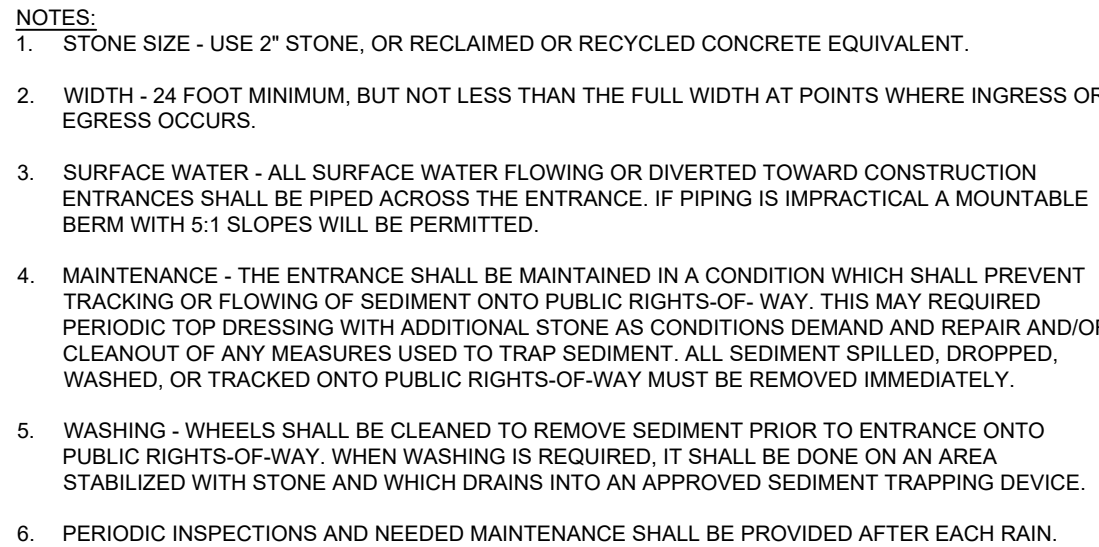 NOTES:
1. STONE SIZE - USE 2" STONE, OR RECLAIMED OR RECYCLED CONCRETE EQUIVALENT.
2. WIDTH - 24 FOOT MINIMUM, BUT NOT LESS THAN THE FULL WIDTH AT POINTS WHERE INGRESS OR
EGRESS OCCURS.
3. SURFACE WATER - ALL SURFACE WATER FLOWING OR DIVERTED TOWARD CONSTRUCTION
ENTRANCES SHALL BE PIPED ACROSS THE ENTRANCE. IF PIPING IS IMPRACTICAL A MOUNTABLE
BERM WITH 5:1 SLOPES WILL BE PERMITTED.
4. MAINTENANCE - THE ENTRANCE SHALL BE MAINTAINED IN A CONDITION WHICH SHALL PREVENT
TRACKING OR FLOWING OF SEDIMENT ONTO PUBLIC RIGHTS-OF- WAY. THIS MAY REQUIRED
PERIODIC TOP DRESSING WITH ADDITIONAL STONE AS CONDITIONS DEMAND AND REPAIR AND/OR
CLEANOUT OF ANY MEASURES USED TO TRAP SEDIMENT. ALL SEDIMENT SPILLED, DROPPED,
WASHED, OR TRACKED ONTO PUBLIC RIGHTS-OF-WAY MUST BE REMOVED IMMEDIATELY.
5. WASHING - WHEELS SHALL BE CLEANED TO REMOVE SEDIMENT PRIOR TO ENTRANCE ONTO
PUBLIC RIGHTS-OF-WAY. WHEN WASHING IS REQUIRED, IT SHALL BE DONE ON AN AREA
STABILIZED WITH STONE AND WHICH DRAINS INTO AN APPROVED SEDIMENT TRAPPING DEVICE.
6. PERIODIC INSPECTIONS AND NEEDED MAINTENANCE SHALL BE PROVIDED AFTER EACH RAIN.